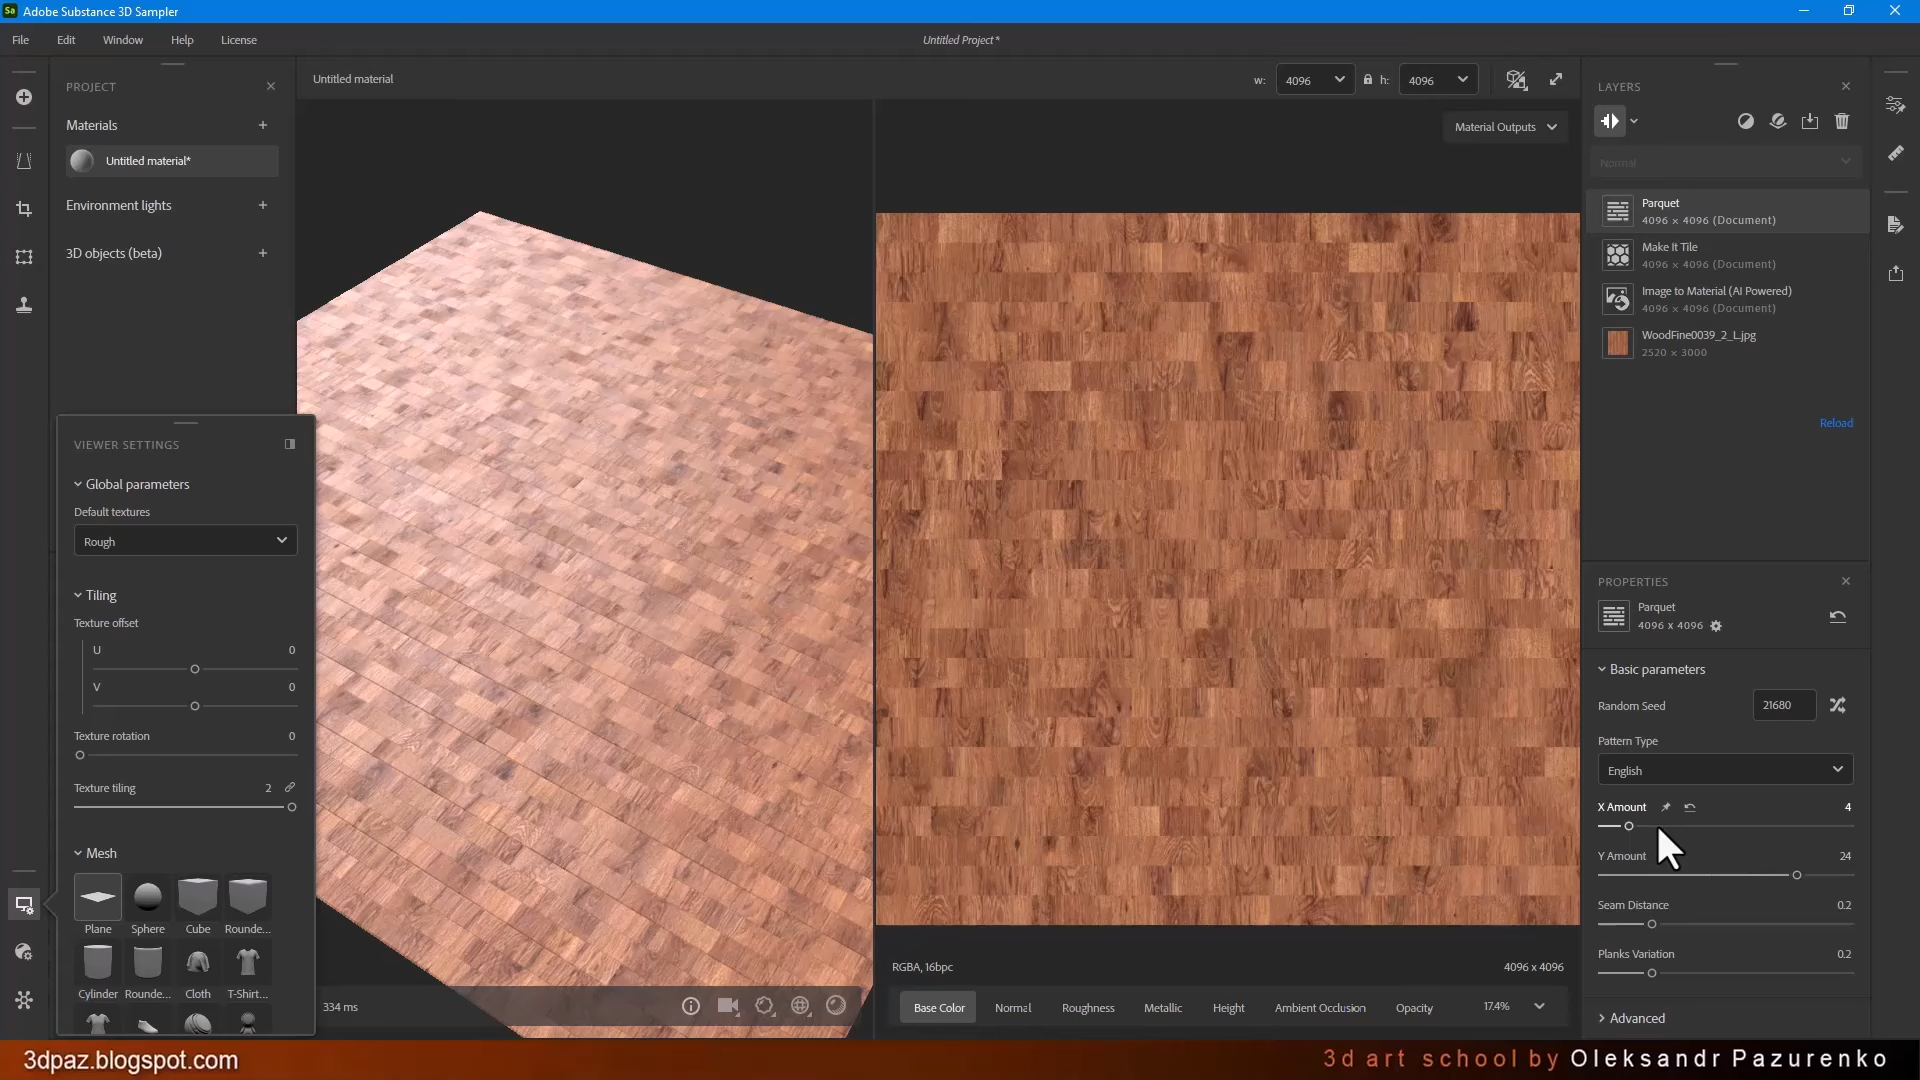 Sa Adobe Substance 3D Sampler
File Edit Window Help License
Untitled Project*
PROJECT
Materials
Untitled material*
Environment lights
3D objects (beta)
Untitled material
w: 4096 h: 4096
Material Outputs
LAYERS
Normal
Parquet
4096 × 4096 (Document)
Make It Tile
4096 × 4096 (Document)
Image to Material (AI Powered)
4096 × 4096 (Document)
WoodFine0039_2_L.jpg
2520 × 3000
Reload
VIEWER SETTINGS
Global parameters
Default textures
Rough
Tiling
Texture offset
U 0
V 0
Texture rotation 0
Texture tiling 2
Mesh
Plane Sphere Cube Rounde...
Cylinder Rounde... Cloth T-Shirt...
334 ms
RGBA, 16bpc 4096 x 4096
Base Color Normal Roughness Metallic Height Ambient Occlusion Opacity 17.4%
PROPERTIES
Parquet
4096 x 4096
Basic parameters
Random Seed 21680
Pattern Type
English
X Amount 4
Y Amount 24
Seam Distance 0.2
Planks Variation 0.2
Advanced
3dpaz.blogspot.com
3d art school by Oleksandr Pazurenko